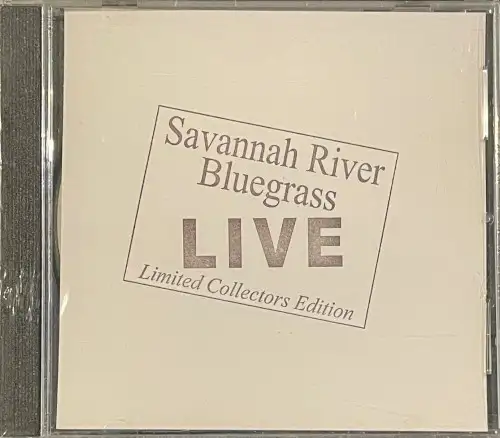 Savannah River
Bluegrass
LIVE
Limited Collectors Edition